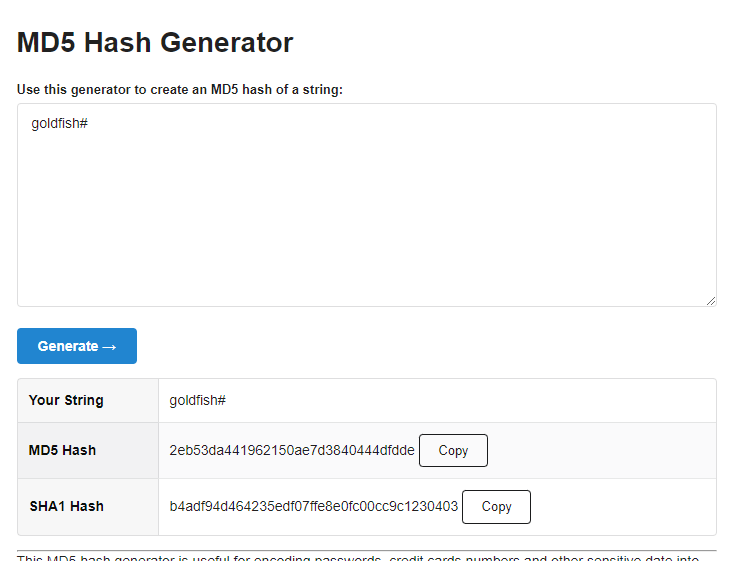 MD5 Hash Generator
Use this generator to create an MD5 hash of a string:
goldfish#
Generate →
Your String goldfish#
MD5 Hash 2eb53da441962150ae7d3840444dfdde Copy
SHA1 Hash b4adf94d464235edf07ffe8e0fc00cc9c1230403 Copy
This MD5 hash generator is useful for encoding passwords, credit cards numbers and other sensitive date into